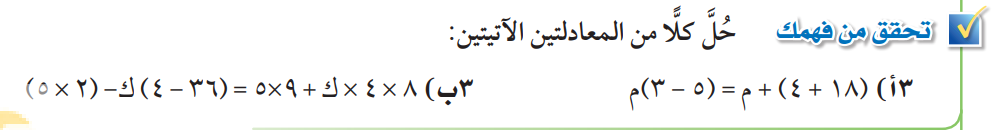 تحقق من فهمك حُلَّ كلًّا من المعادلتين الآتيتين:
٣أ) (١٨ + ٤) + م = (٥ − ٣)م ٣ب) ٨ × ٤ × ك + ٩×٥ = (٣٦ − ٤)ك − (٢ × ٥)